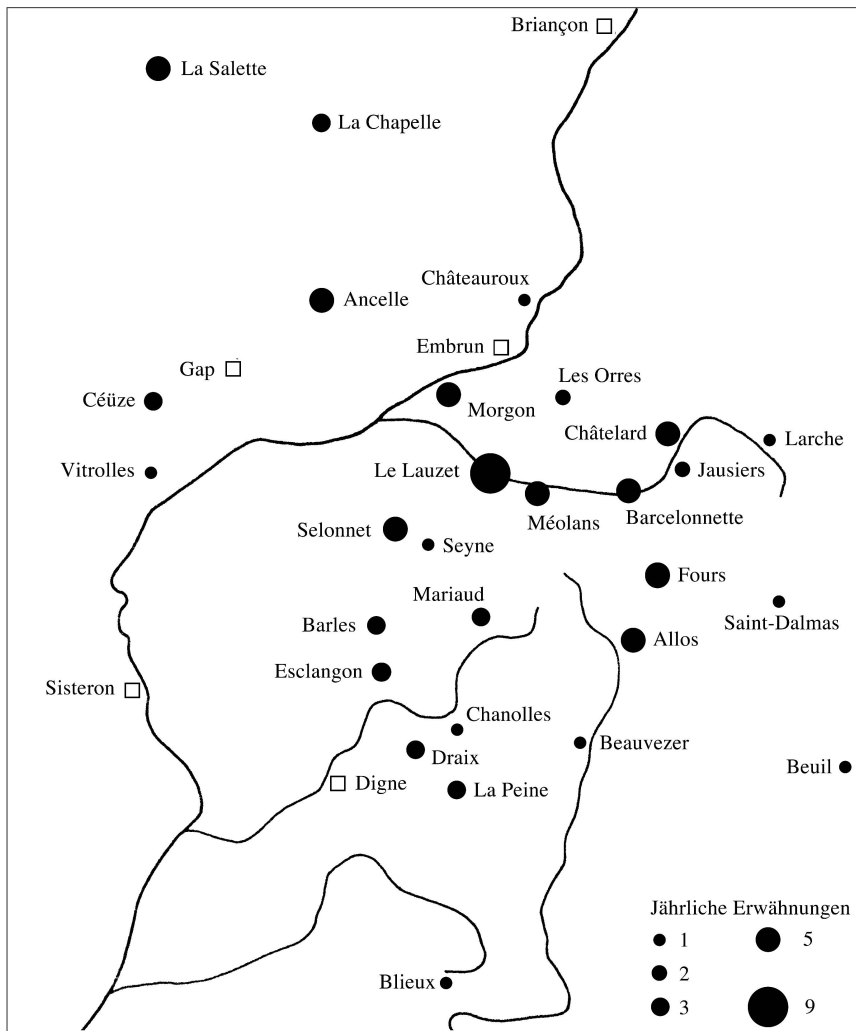 Briançon
La Salette
La Chapelle
Châteauroux
Ancelle
Embrun
Gap
Les Orres
Céüze
Morgon
Châtelard
Larche
Vitrolles
Le Lauzet
Jausiers
Méolans
Barcelonnette
Selonnet
Seyne
Fours
Mariaud
Saint-Dalmas
Barles
Allos
Esclangon
Sisteron
Chanolles
Beauvezer
Draix
Beuil
Digne
La Peine
Jährliche Erwähnungen
1 5
2
3 9
Blieux